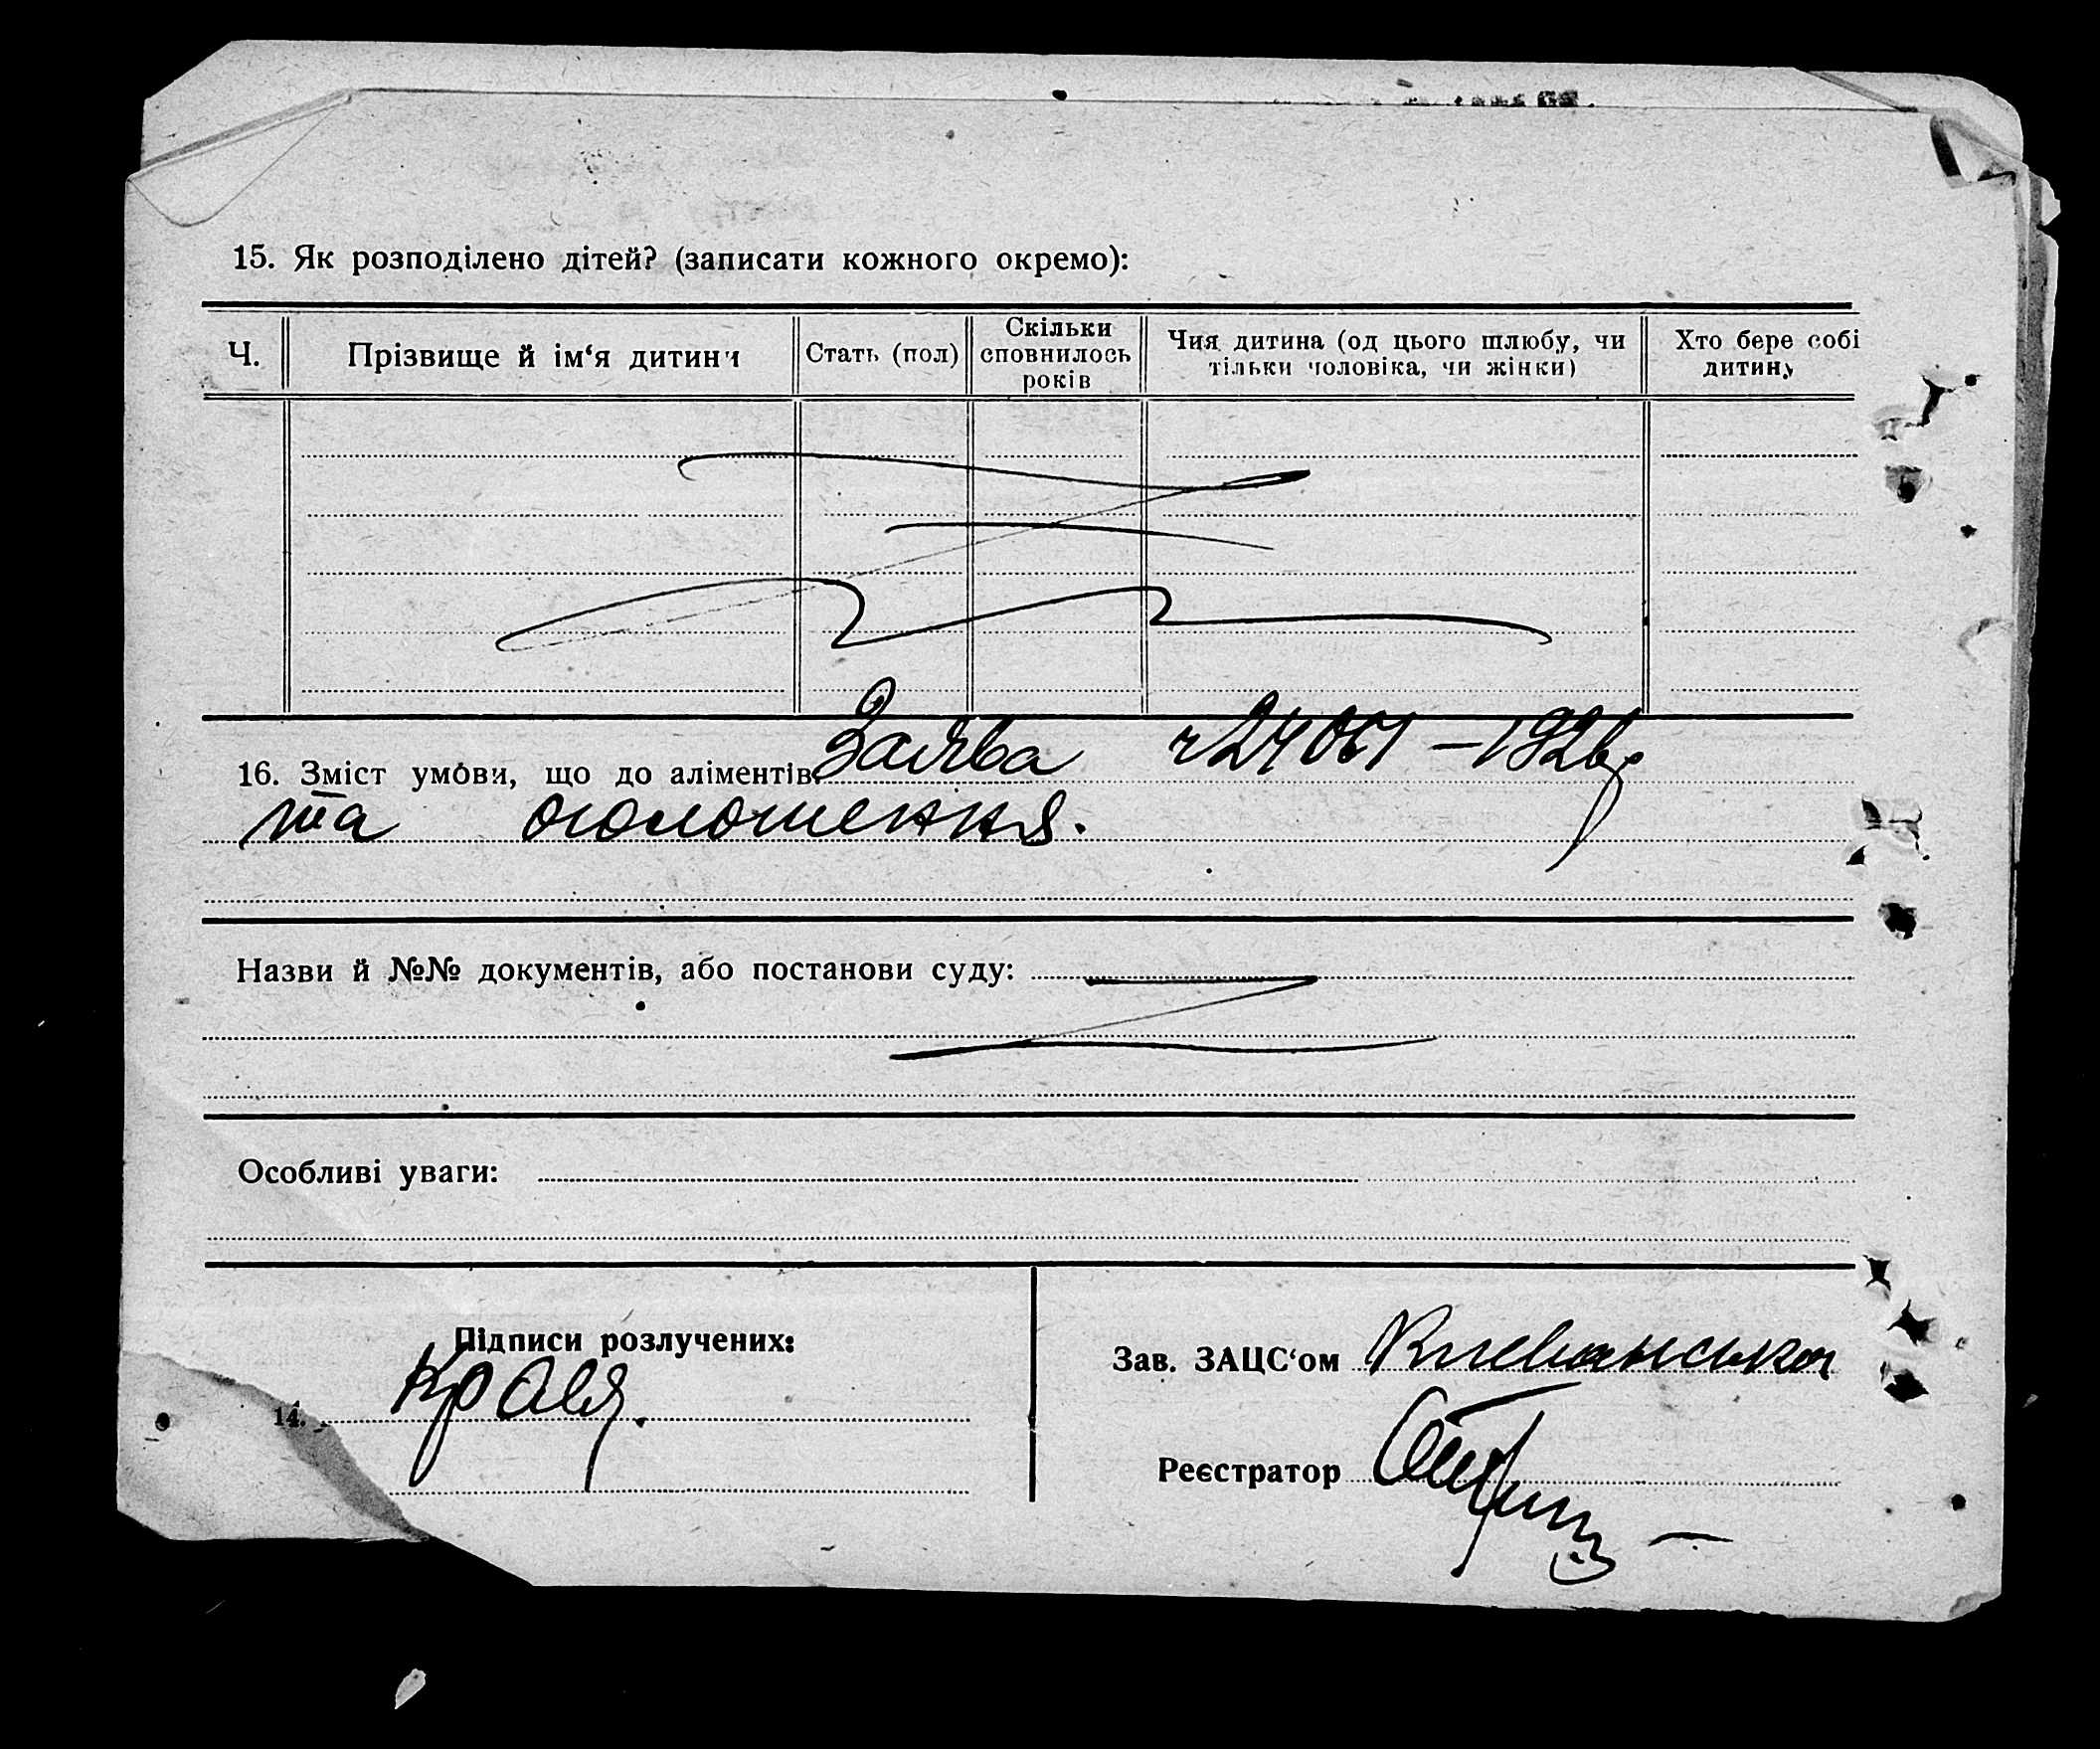 15. Як розподілено дітей? (записати кожного окремо):
Ч. Прізвище й ім‘я дитини Стать (пол) Скільки сповнилось років Чия дитина (од цього шлюбу, чи тільки чоловіка, чи жінки) Хто бере собі дитину
16. Зміст умови, що до аліментів Заява
та оголошення.
Назви й №№ документів, або постанови суду:
Особливі уваги:
Підписи розлучених:
14.
Зав. ЗАЦС‘ом
Реєстратор